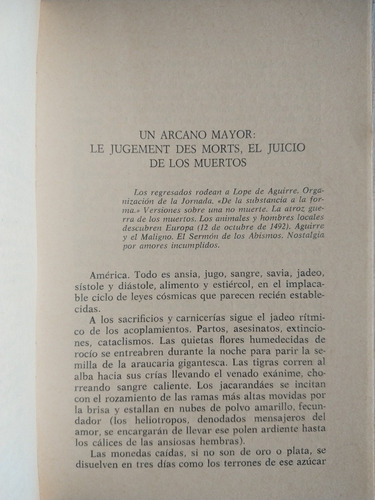 UN ARCANO MAYOR:
LE JUGEMENT DES MORTS, EL JUICIO
DE LOS MUERTOS
Los regresados rodean a Lope de Aguirre. Orga-
nización de la Jornada. «De la substancia a la for-
ma.» Versiones sobre una no muerte. La atroz gue-
rra de los muertos. Los animales y hombres locales
descubren Europa (12 de octubre de 1492). Aguirre
y el Maligno. El Sermón de los Abismos. Nostalgia
por amores incumplidos.
América. Todo es ansia, jugo, sangre, savia, jadeo,
sístole y diástole, alimento y estiércol, en el implaca-
ble ciclo de leyes cósmicas que parecen recién estable-
cidas.
A los sacrificios y carnicerías sigue el jadeo rítmi-
co de los acoplamientos. Partos, asesinatos, extincio-
nes, cataclismos. Las quietas flores humedecidas de
rocío se entreabren durante la noche para parir la se-
milla de la araucaria gigantesca. Las tigras corren al
alba hacia sus crías llevando el venado exánime, cho-
rreando sangre caliente. Los jacarandáes se incitan
con el rozamiento de las ramas más altas movidas por
la brisa y estallan en nubes de polvo amarillo, fecun-
dador (los heliotropos, denodados mensajeros del
amor, se encargarán de llevar ese polen ardiente hasta
los cálices de las ansiosas hembras).
Las monedas caídas, si no son de oro o plata, se
disuelven en tres días como los terrones de ese azúcar